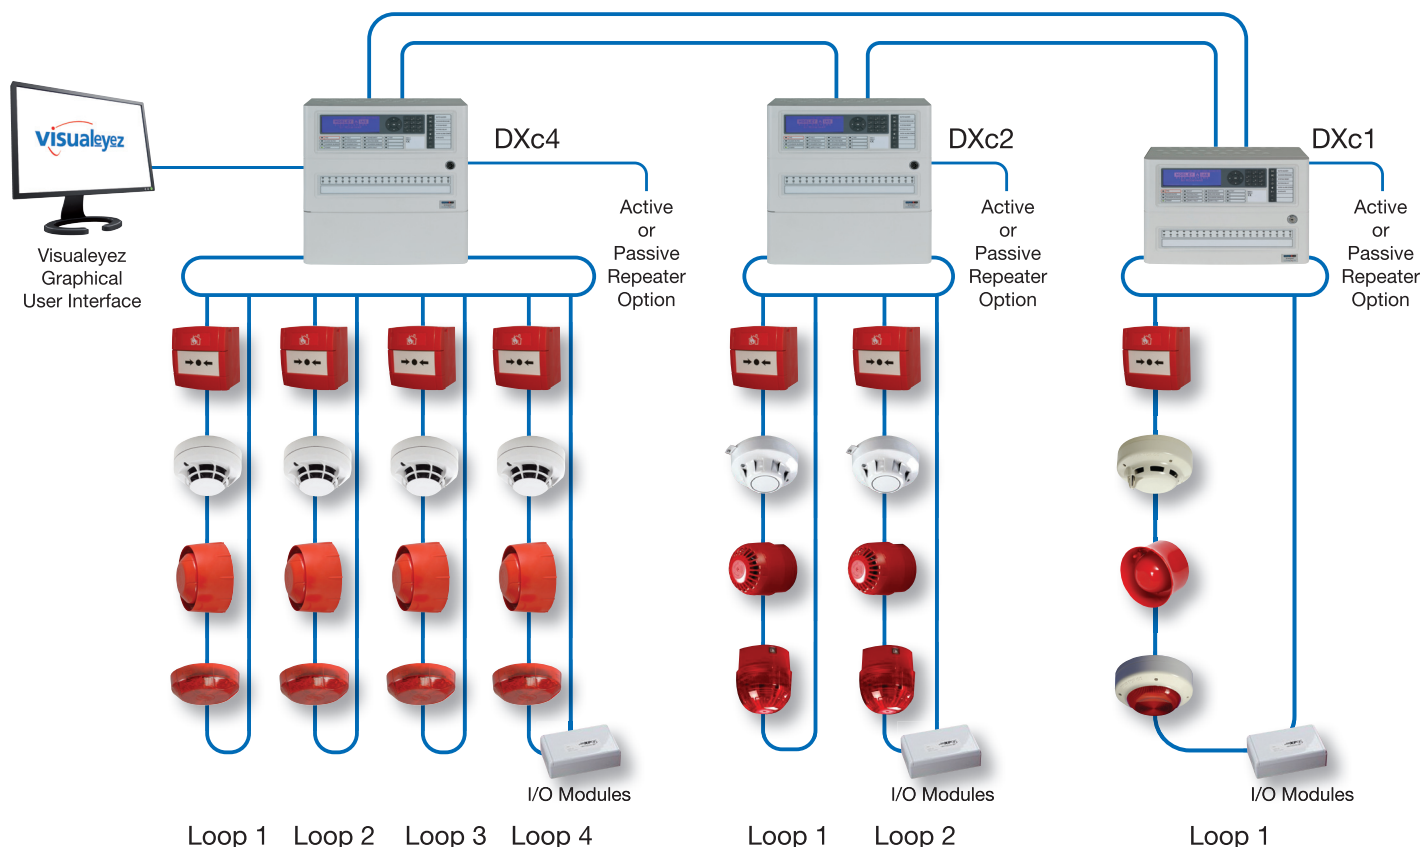 visualeyez
Visualeyez
Graphical
User Interface
DXc4
Active
or
Passive
Repeater
Option
DXc2
Active
or
Passive
Repeater
Option
DXc1
Active
or
Passive
Repeater
Option
I/O Modules
I/O Modules
I/O Modules
Loop 1
Loop 2
Loop 3
Loop 4
Loop 1
Loop 2
Loop 1